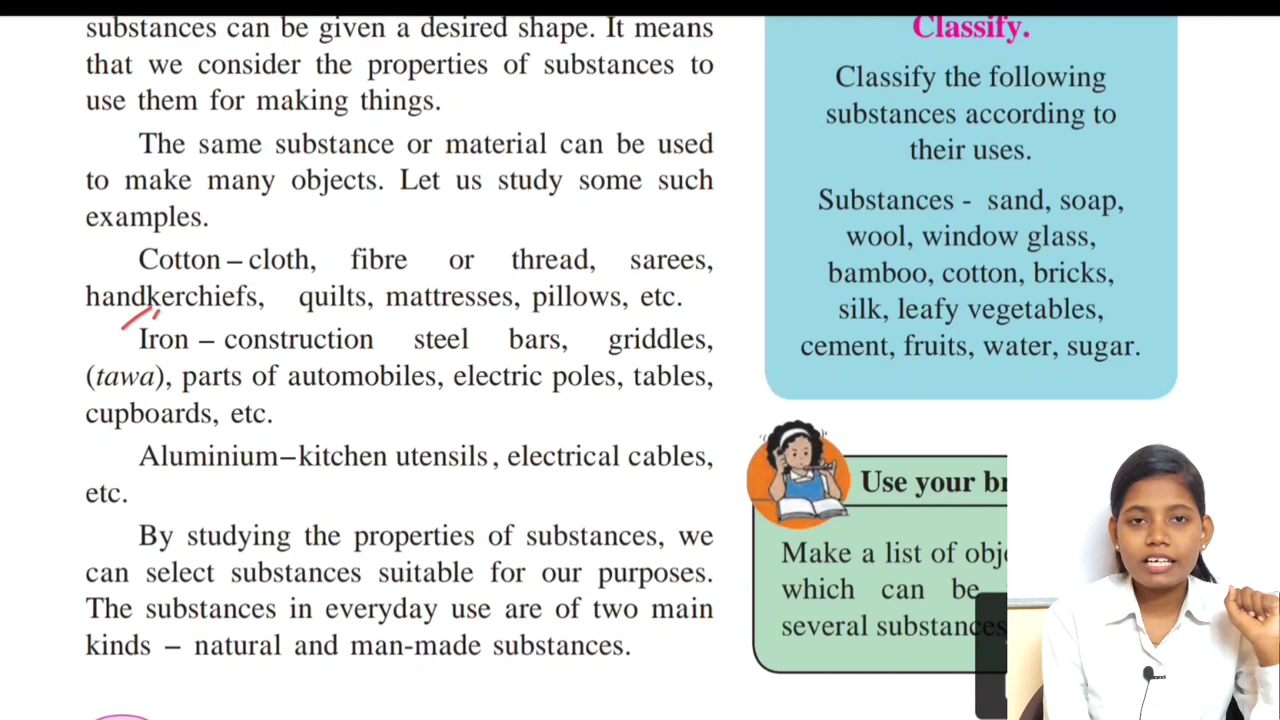 substances can be given a desired shape. It means
that we consider the properties of substances to
use them for making things.
The same substance or material can be used
to make many objects. Let us study some such
examples.
Cotton – cloth, fibre or thread, sarees,
handkerchiefs, quilts, mattresses, pillows, etc.
Iron – construction steel bars, griddles,
(tawa), parts of automobiles, electric poles, tables,
cupboards, etc.
Aluminium – kitchen utensils, electrical cables,
etc.
By studying the properties of substances, we
can select substances suitable for our purposes.
The substances in everyday use are of two main
kinds – natural and man-made substances.
Classify.
Classify the following
substances according to
their uses.
Substances - sand, soap,
wool, window glass,
bamboo, cotton, bricks,
silk, leafy vegetables,
cement, fruits, water, sugar.
Use your
Make a list of
which can be
several substances